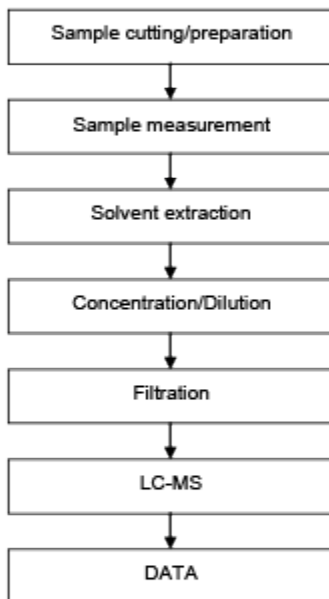 Sample cutting/preparation
Sample measurement
Solvent extraction
Concentration/Dilution
Filtration
LC-MS
DATA